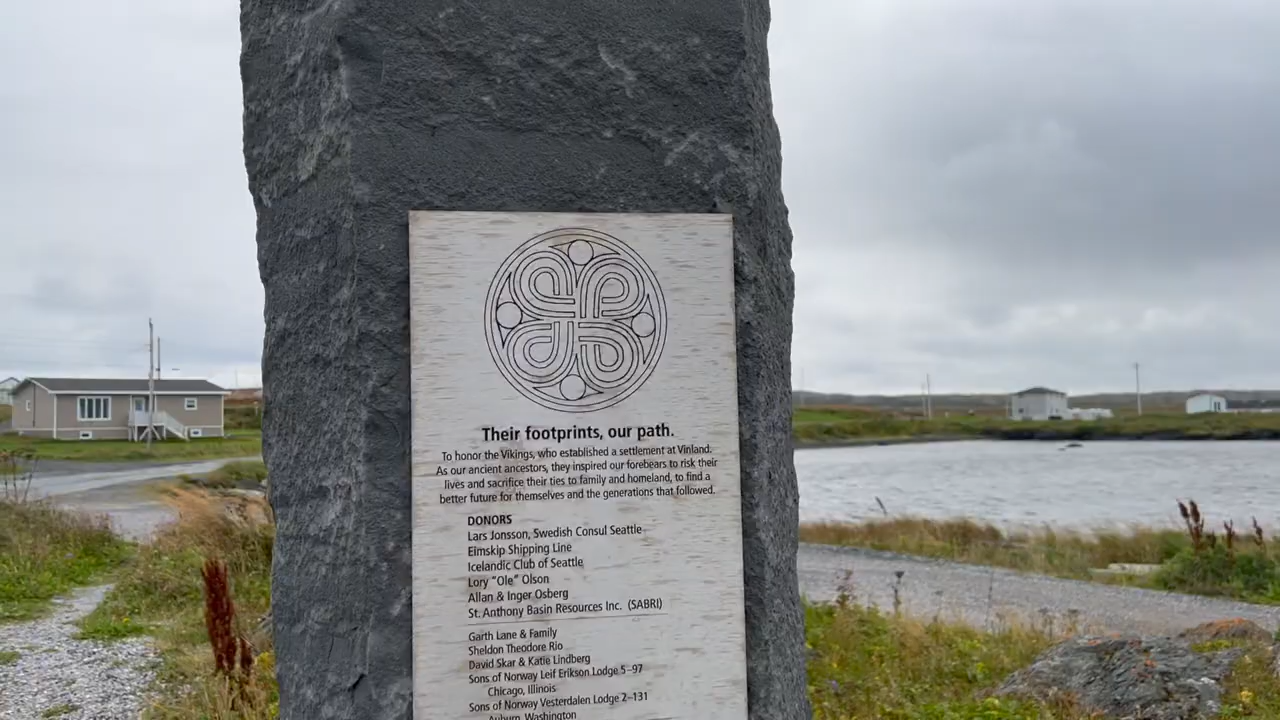 Their footprints, our path.
To honor the Vikings, who established a settlement at Vinland.
As our ancient ancestors, they inspired our forebears to risk their
lives and sacrifice their ties to family and homeland, to find a
better future for themselves and the generations that followed.
DONORS
Lars Jonsson, Swedish Consul Seattle
Eimskip Shipping Line
Icelandic Club of Seattle
Lory "Ole" Olson
Allan & Inger Osberg
St. Anthony Basin Resources Inc. (SABRI)
Garth Lane & Family
Sheldon Theodore Rio
David Skar & Katie Lindberg
Sons of Norway Leif Erikson Lodge 5-97
Chicago, Illinois
Sons of Norway Vesterdalen Lodge 2-131
Auburn, Washington